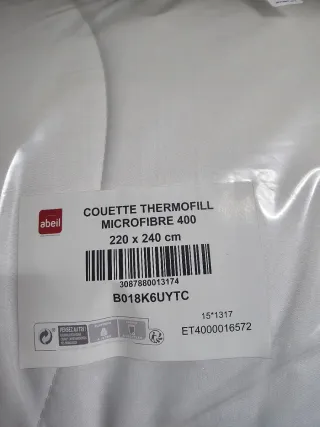 abeil
COUETTE THERMOFILL
MICROFIBRE 400
220 x 240 cm
3087880013174
B018K6UYTC
15*1317
ET4000016572